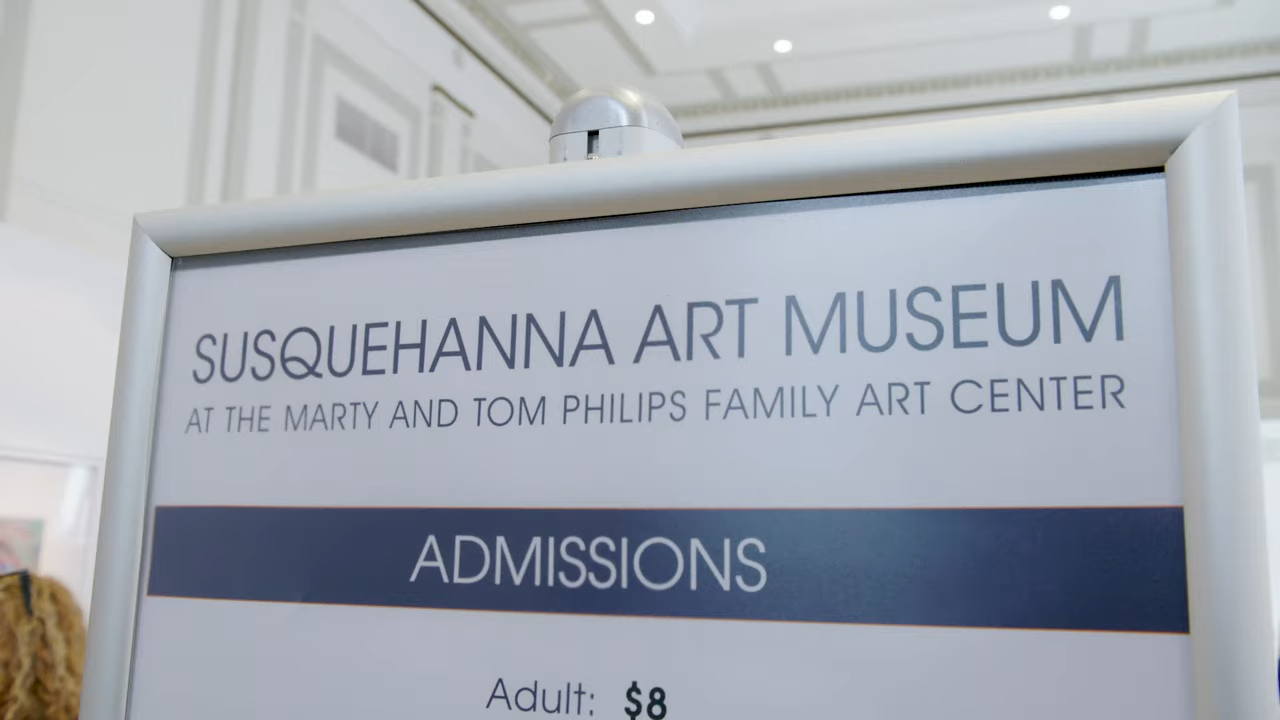 SUSQUEHANNA ART MUSEUM
AT THE MARTY AND TOM PHILIPS FAMILY ART CENTER
ADMISSIONS
Adult: $8